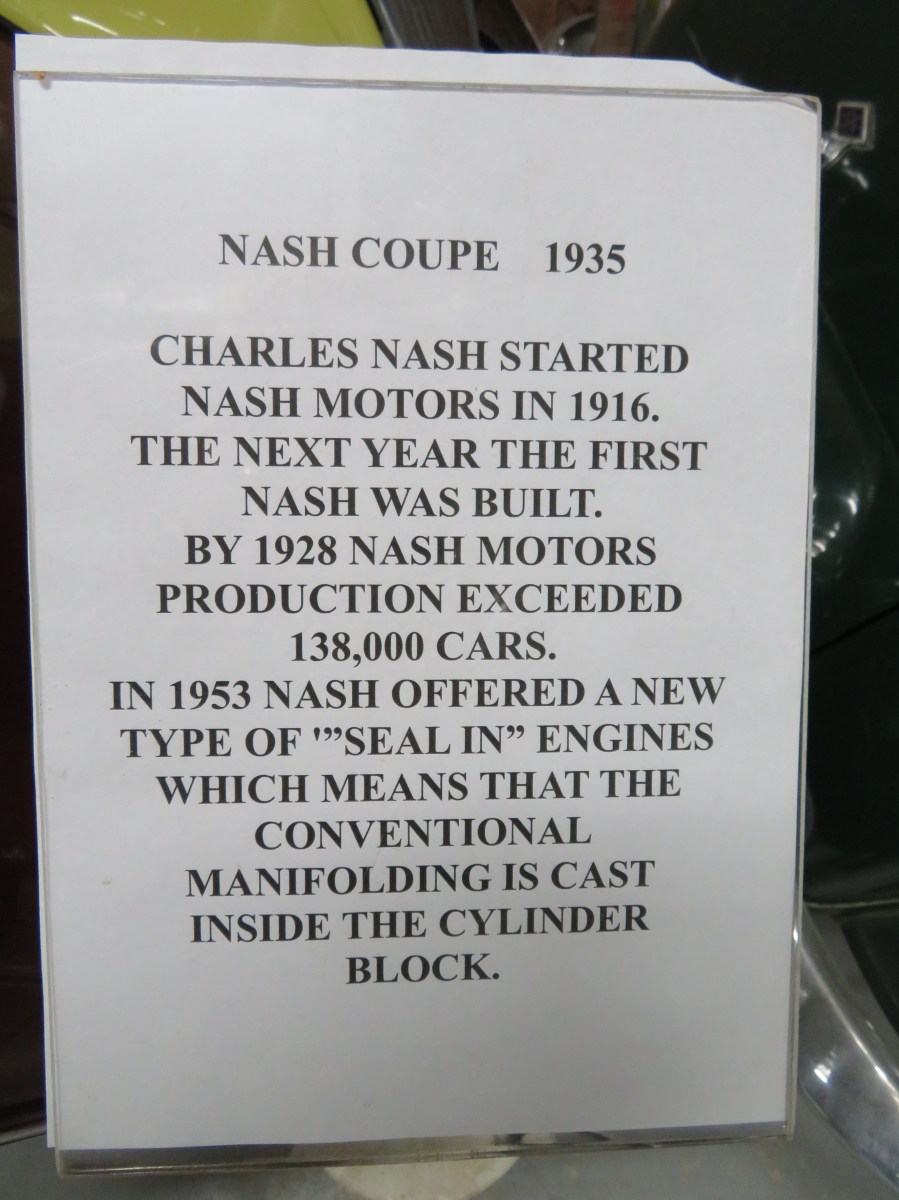 NASH COUPE 1935
CHARLES NASH STARTED
NASH MOTORS IN 1916.
THE NEXT YEAR THE FIRST
NASH WAS BUILT.
BY 1928 NASH MOTORS
PRODUCTION EXCEEDED
138,000 CARS.
IN 1953 NASH OFFERED A NEW
TYPE OF '”SEAL IN” ENGINES
WHICH MEANS THAT THE
CONVENTIONAL
MANIFOLDING IS CAST
INSIDE THE CYLINDER
BLOCK.